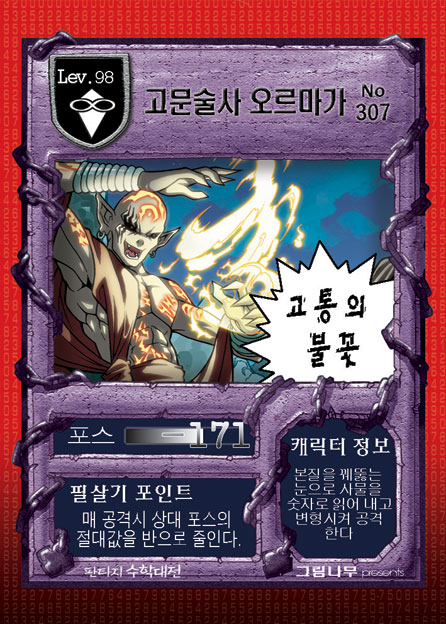 Lev.98
고문술사 오르마가
No
307
고통의
불꽃
포스 171
필살기 포인트
매 공격시 상대 포스의
절대값을 반으로 줄인다.
캐릭터 정보
본질을 꿰뚫는
눈으로 사물을
숫자로 읽어 내고
변형시켜 공격
한다
판타지 수학대전
그림나무 presents